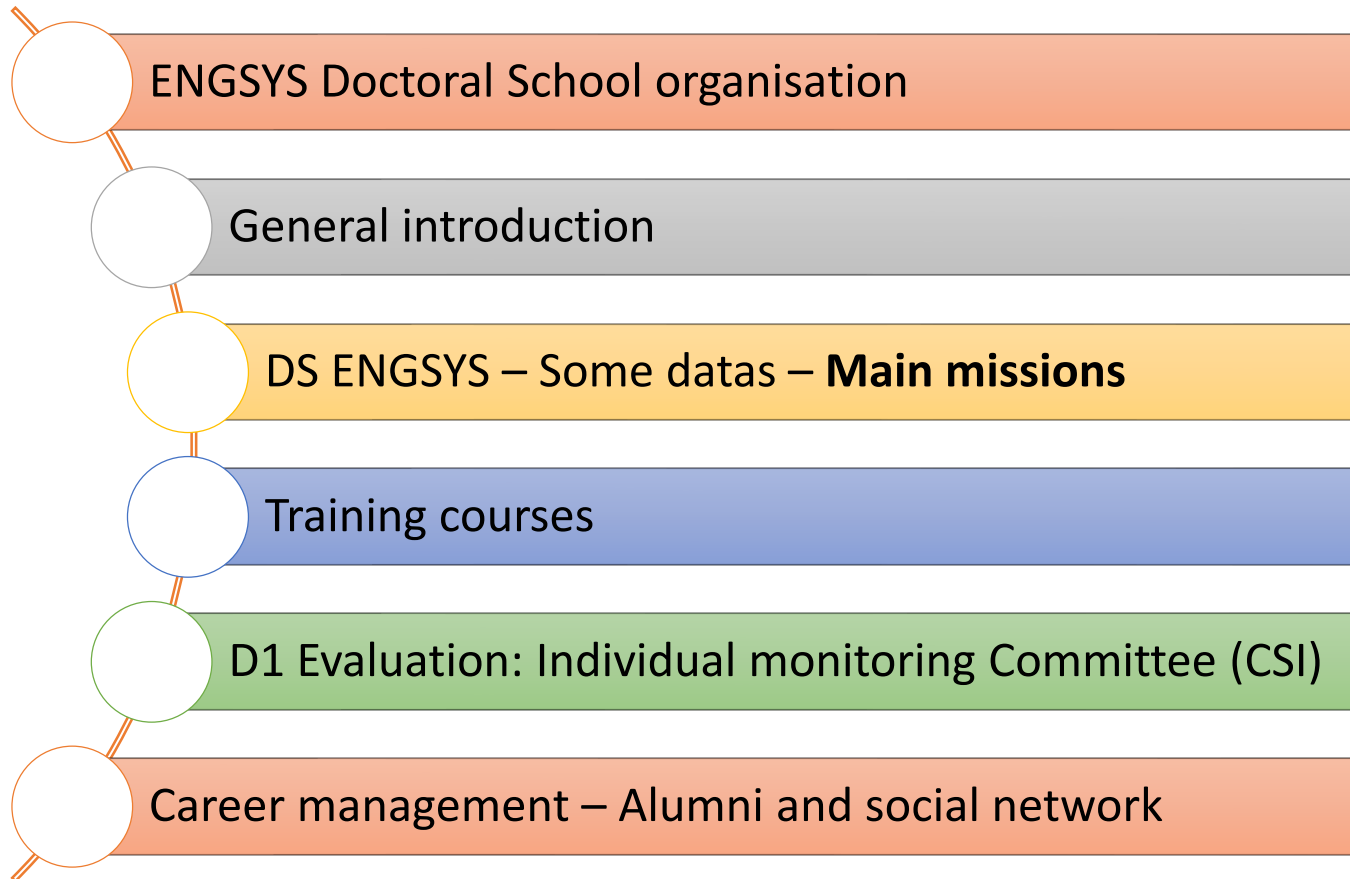 ENGSYS Doctoral School organisation
General introduction
DS ENGSYS – Some datas – Main missions
Training courses
D1 Evaluation: Individual monitoring Committee (CSI)
Career management – Alumni and social network